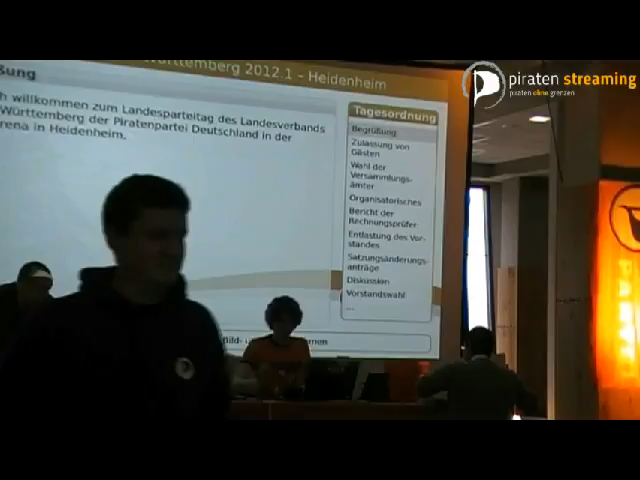 Württemberg 2012.1 – Heidenheim
piraten streaming
piraten ohne grenzen
h willkommen zum Landesparteitag des Landesverbands
Württemberg der Piratenpartei Deutschland in der
rena in Heidenheim.
Tagesordnung
Begrüßung
Zulassung von
Gästen
Wahl der
Versammlungs-
ämter
Organisatorisches
Bericht der
Rechnungsprüfer
Entlastung des Vor-
standes
Satzungsänderungs-
anträge
Diskussion
Vorstandswahl
...
Bild-